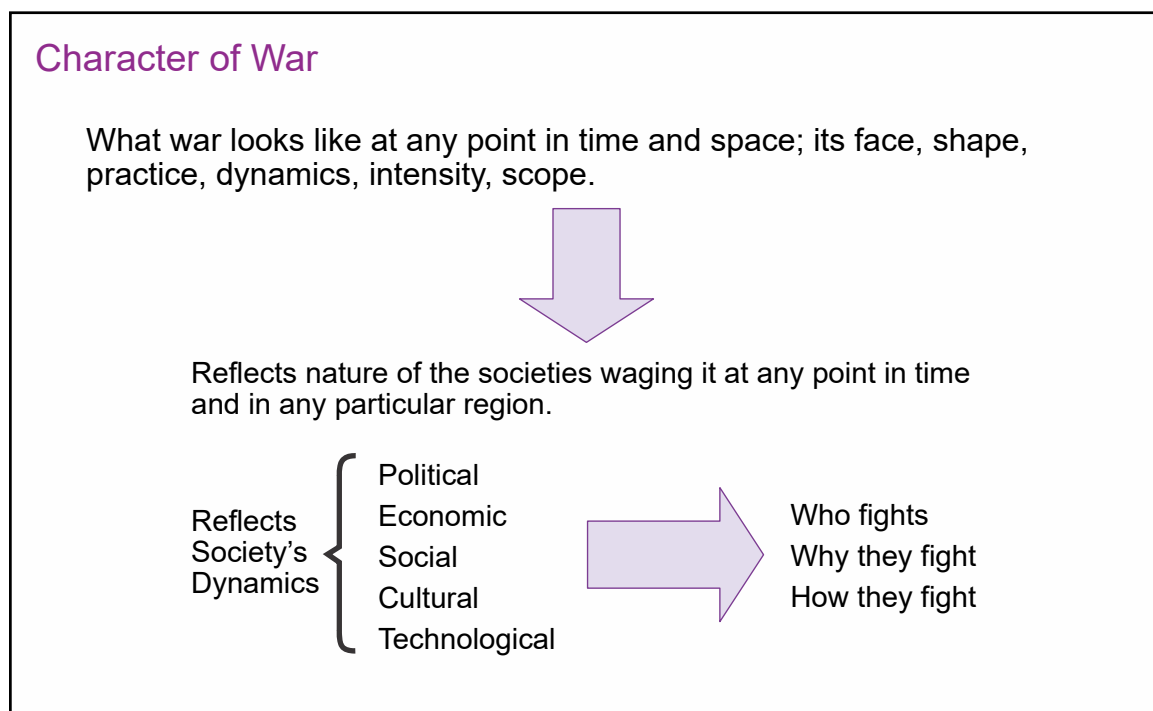 Character of War
What war looks like at any point in time and space; its face, shape,
practice, dynamics, intensity, scope.
Reflects nature of the societies waging it at any point in time
and in any particular region.
Reflects
Society’s
Dynamics
Political
Economic
Social
Cultural
Technological
Who fights
Why they fight
How they fight